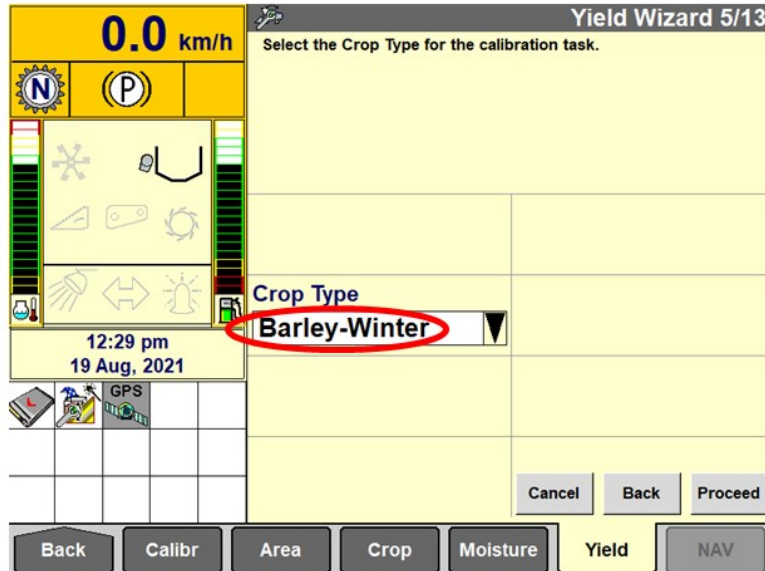 0.0 km/h
Yield Wizard 5/13
Select the Crop Type for the calibration task.
N
(P)
Crop Type
Barley-Winter
12:29 pm
19 Aug, 2021
L
GPS
Cancel
Back
Proceed
Back
Calibr
Area
Crop
Moisture
Yield
NAV